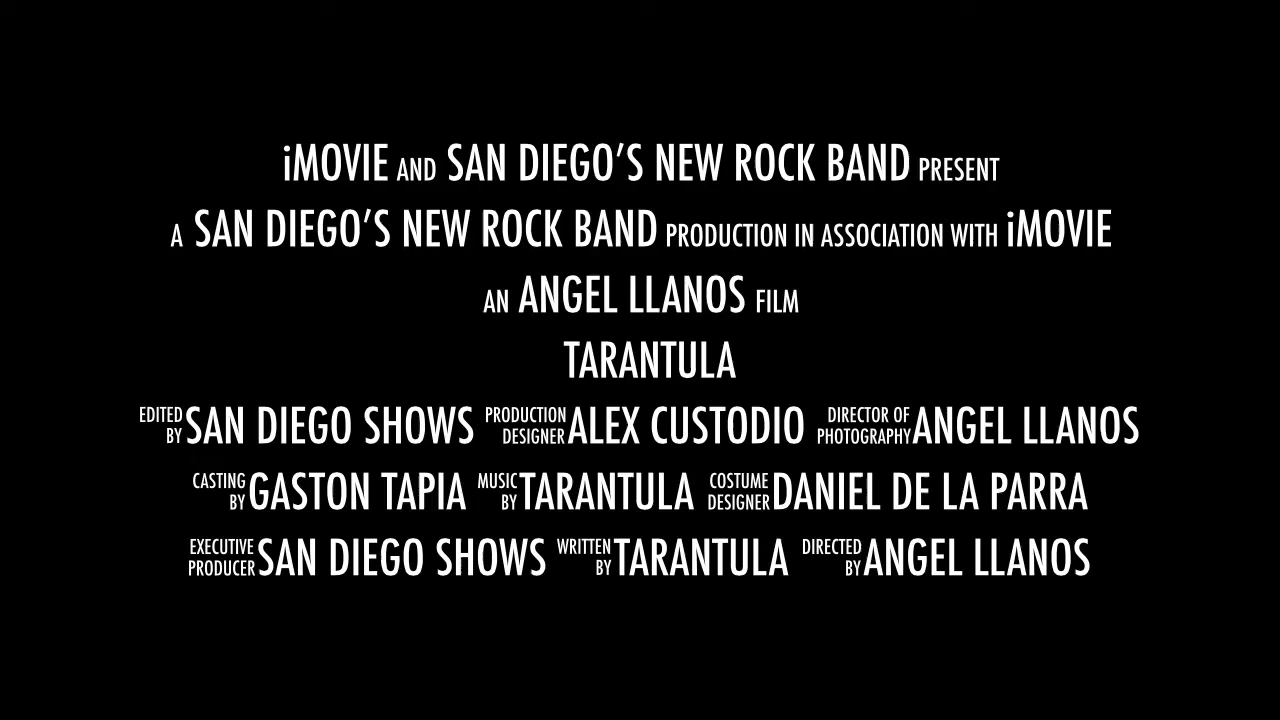 iMOVIE AND SAN DIEGO'S NEW ROCK BAND PRESENT
A SAN DIEGO'S NEW ROCK BAND PRODUCTION IN ASSOCIATION WITH iMOVIE
AN ANGEL LLANOS FILM
TARANTULA
EDITED BY SAN DIEGO SHOWS PRODUCTION DESIGNER ALEX CUSTODIO DIRECTOR OF PHOTOGRAPHY ANGEL LLANOS
CASTING BY GASTON TAPIA MUSIC BY TARANTULA COSTUME DESIGNER DANIEL DE LA PARRA
EXECUTIVE PRODUCER SAN DIEGO SHOWS WRITTEN BY TARANTULA DIRECTED BY ANGEL LLANOS